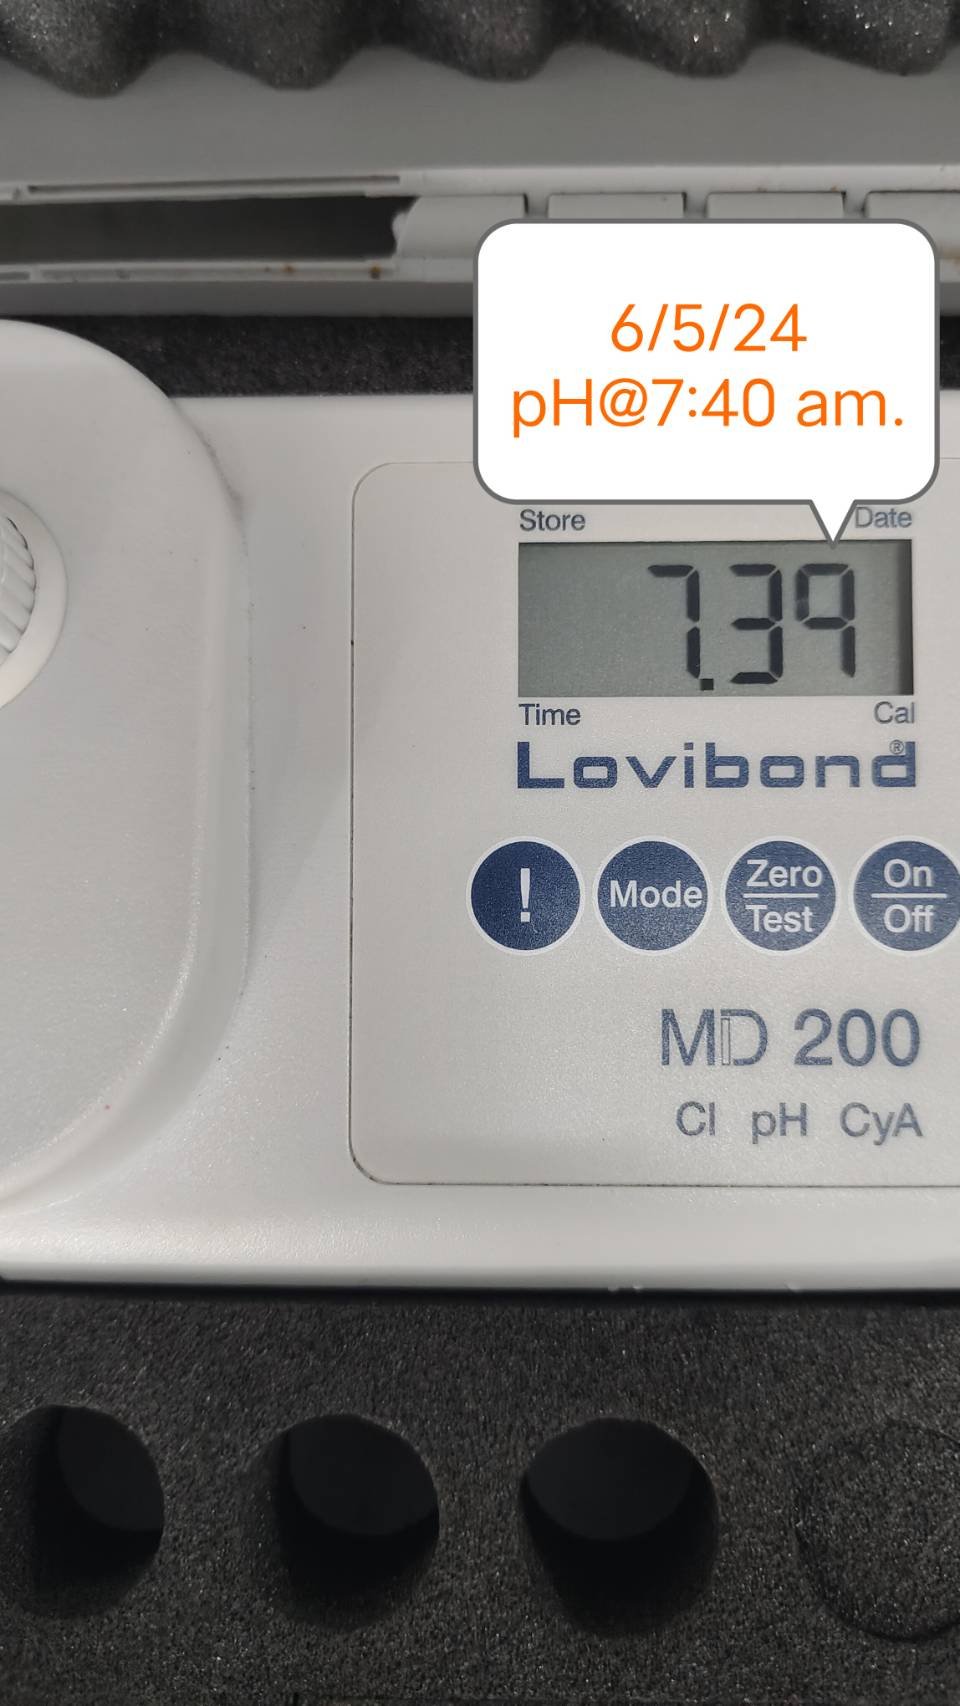 6/5/24
pH@7:40 am.
Store Date
7.39
Time Cal
Lovibond®
! Mode Zero On
Test Off
MD 200
Cl pH CyA